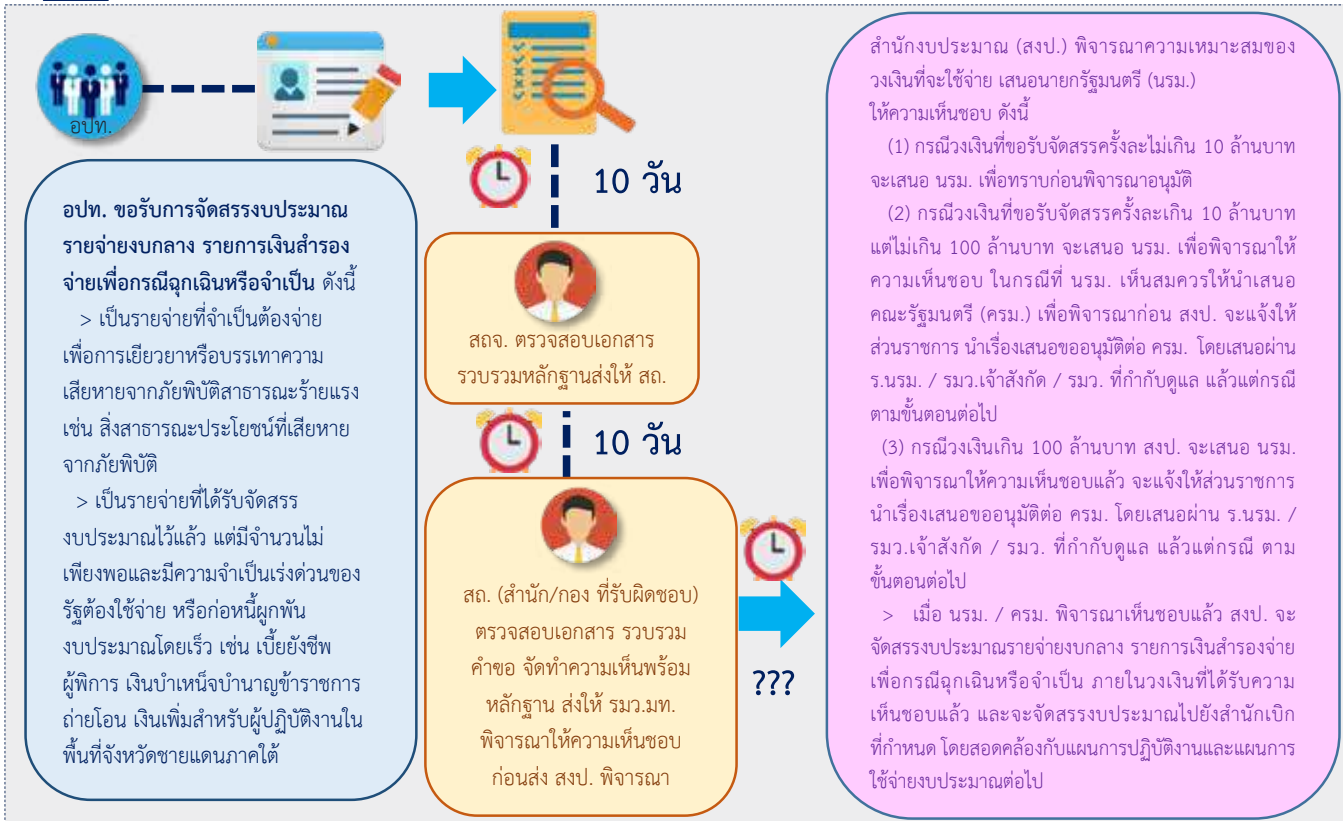 อปท.
อปท. ขอรับการจัดสรรงบประมาณ
รายจ่ายงบกลาง รายการเงินสำรอง
จ่ายเพื่อกรณีฉุกเฉินหรือจำเป็น ดังนี้
> เป็นรายจ่ายที่จำเป็นต้องจ่าย
เพื่อการเยียวยาหรือบรรเทาความ
เสียหายจากภัยพิบัติสาธารณะร้ายแรง
เช่น สิ่งสาธารณะประโยชน์ที่เสียหาย
จากภัยพิบัติ
> เป็นรายจ่ายที่ได้รับจัดสรร
งบประมาณไว้แล้ว แต่มีจำนวนไม่
เพียงพอและมีความจำเป็นเร่งด่วนของ
รัฐต้องใช้จ่าย หรือก่อหนี้ผูกพัน
งบประมาณโดยเร็ว เช่น เบี้ยยังชีพ
ผู้พิการ เงินบำเหน็จบำนาญข้าราชการ
ถ่ายโอน เงินเพิ่มสำหรับผู้ปฏิบัติงานใน
พื้นที่จังหวัดชายแดนภาคใต้
10 วัน
สถจ. ตรวจสอบเอกสาร
รวบรวมหลักฐานส่งให้ สถ.
10 วัน
สถ. (สำนัก/กอง ที่รับผิดชอบ)
ตรวจสอบเอกสาร รวบรวม
คำขอ จัดทำความเห็นพร้อม
หลักฐาน ส่งให้ รมว.มท.
พิจารณาให้ความเห็นชอบ
ก่อนส่ง สงป. พิจารณา
???
สำนักงบประมาณ (สงป.) พิจารณาความเหมาะสมของ
วงเงินที่จะใช้จ่าย เสนอนายกรัฐมนตรี (นรม.)
ให้ความเห็นชอบ ดังนี้
(1) กรณีวงเงินที่ขอรับจัดสรรครั้งละไม่เกิน 10 ล้านบาท
จะเสนอ นรม. เพื่อทราบก่อนพิจารณาอนุมัติ
(2) กรณีวงเงินที่ขอรับจัดสรรครั้งละเกิน 10 ล้านบาท
แต่ไม่เกิน 100 ล้านบาท จะเสนอ นรม. เพื่อพิจารณาให้
ความเห็นชอบ ในกรณีที่ นรม. เห็นสมควรให้นำเสนอ
คณะรัฐมนตรี (ครม.) เพื่อพิจารณาก่อน สงป. จะแจ้งให้
ส่วนราชการ นำเรื่องเสนอขออนุมัติต่อ ครม. โดยเสนอผ่าน
ร.นรม. / รมว.เจ้าสังกัด / รมว. ที่กำกับดูแล แล้วแต่กรณี
ตามขั้นตอนต่อไป
(3) กรณีวงเงินเกิน 100 ล้านบาท สงป. จะเสนอ นรม.
เพื่อพิจารณาให้ความเห็นชอบแล้ว จะแจ้งให้ส่วนราชการ
นำเรื่องเสนอขออนุมัติต่อ ครม. โดยเสนอผ่าน ร.นรม. /
รมว.เจ้าสังกัด / รมว. ที่กำกับดูแล แล้วแต่กรณี ตาม
ขั้นตอนต่อไป
> เมื่อ นรม. / ครม. พิจารณาเห็นชอบแล้ว สงป. จะ
จัดสรรงบประมาณรายจ่ายงบกลาง รายการเงินสำรองจ่าย
เพื่อกรณีฉุกเฉินหรือจำเป็น ภายในวงเงินที่ได้รับความ
เห็นชอบแล้ว และจะจัดสรรงบประมาณไปยังสำนักเบิก
ที่กำหนด โดยสอดคล้องกับแผนการปฏิบัติงานและแผนการ
ใช้จ่ายงบประมาณต่อไป